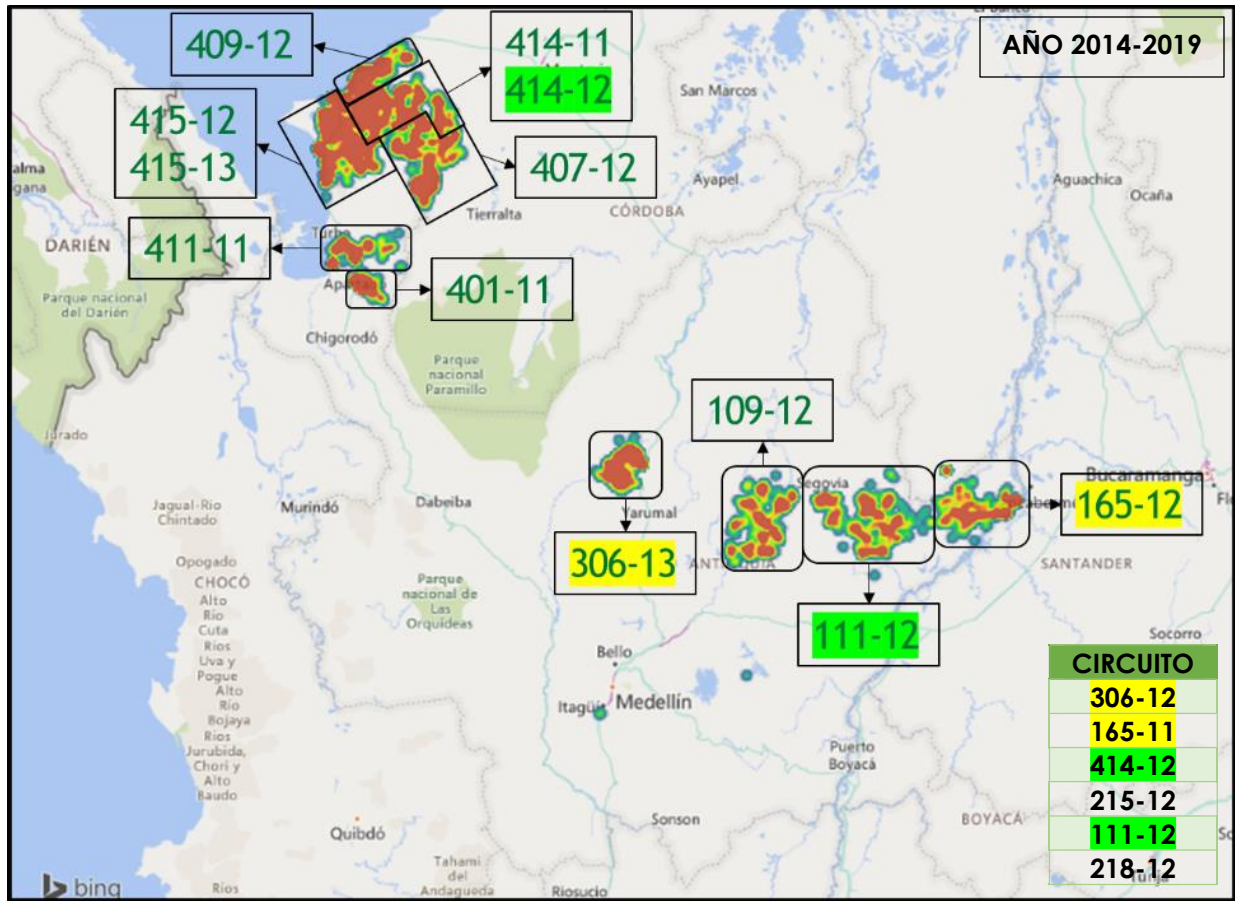 El Banco
AÑO 2014-2019
409-12
414-11
414-12
San Marcos
415-12
415-13
407-12
Ayapel
Aguachica
Ocaña
Tierralta
CÓRDOBA
DARIÉN
411-11
Turbo
401-11
Parque nacional
del Darién
Chigorodó
Parque
nacional
Paramillo
109-12
Jurado
Segovia
Bucaramanga
165-12
Jagual-Rio
Chintado
Murindó
Dabeiba
Yarumal
306-13
SANTANDER
Opogado
CHOCÓ
Alto
Rio
Cuta
Rios
Uva y
Pogue
Alto
Rio
Bojaya
Rios
Jurubida,
Chori y
Alto
Baudo
Parque
nacional de
Las
Orquídeas
111-12
Socorro
Bello
Itagüí
Medellín
CIRCUITO
306-12
165-11
414-12
215-12
111-12
218-12
Puerto
Boyacá
BOYACÁ
Sonson
Quibdó
Tahami
del
Andagueda
Riosucio
Rios
Tunja
bing